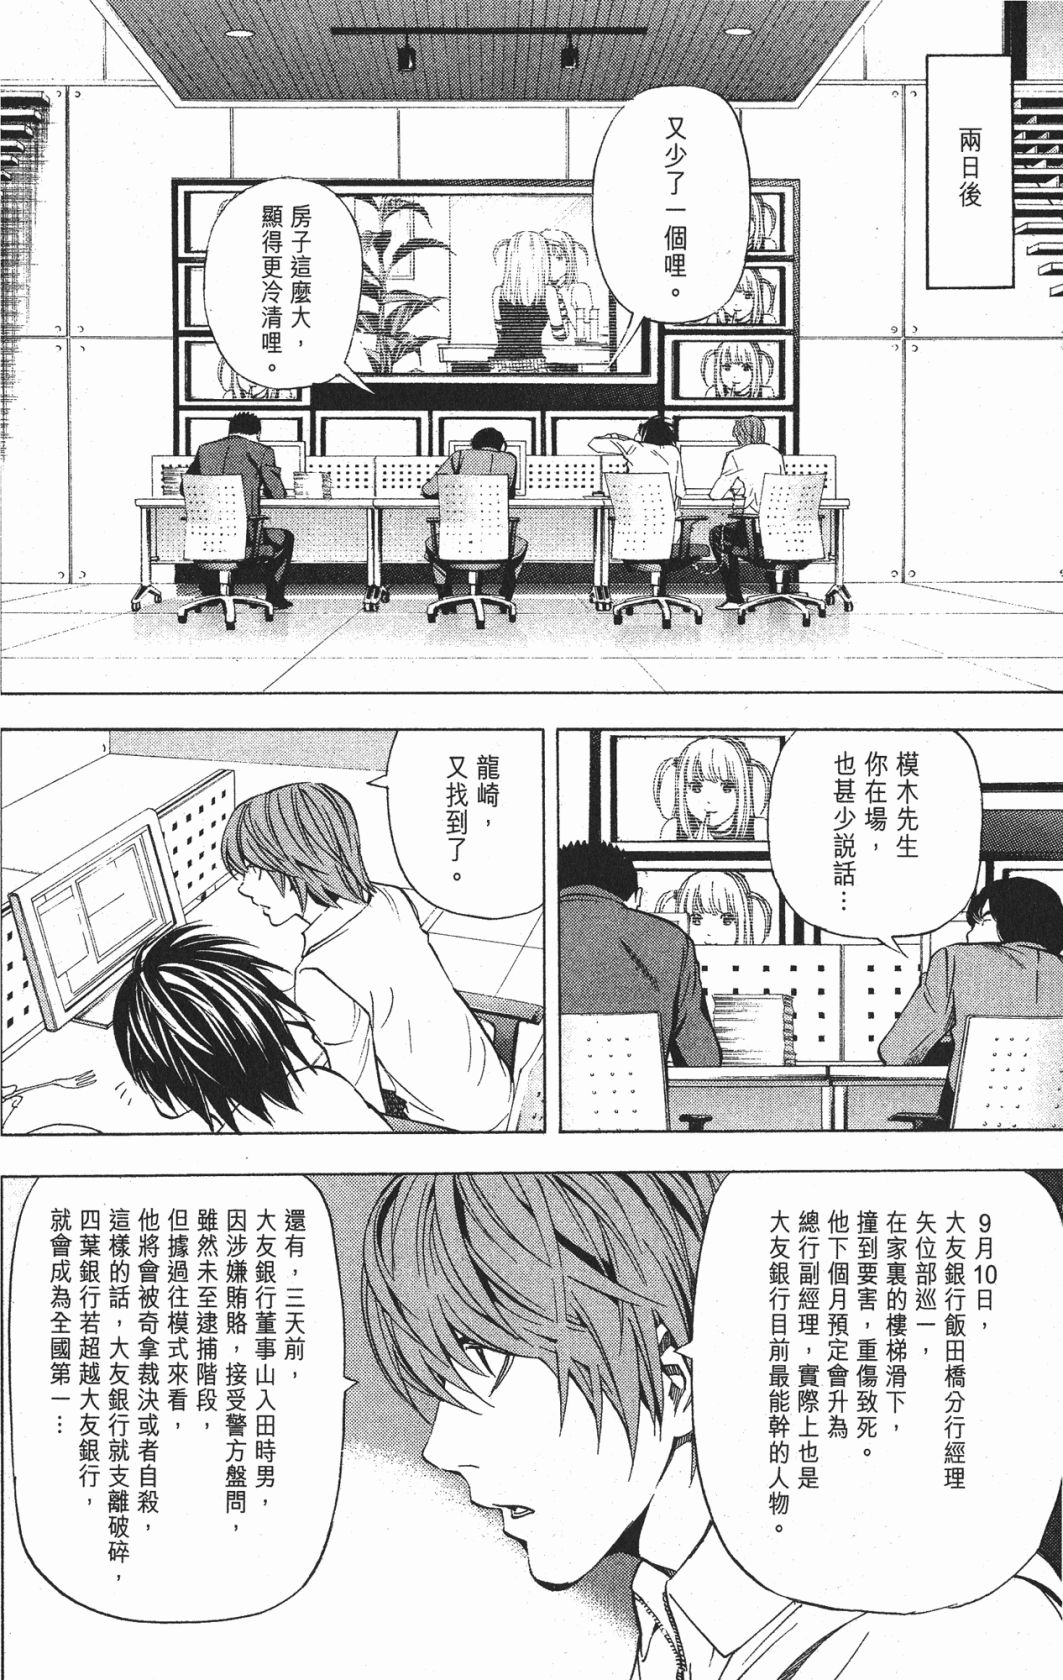 兩日後
又少了一個哩。
房子這麼大，
顯得更冷清哩。
模木先生
你在場，
也甚少說話…
龍崎，
又找到了。
9月10日，
大友銀行飯田橋分行經理
矢位部巡一，
在家裏的樓梯滑下，
撞到要害，重傷致死。
他下個月預定會升為
總行副經理，實際上也是
大友銀行目前最能幹的人物。
還有，三天前，
大友銀行董事山入田時男，
因涉嫌賄賂，接受警方盤問，
雖然未至逮捕階段，
但據過往模式來看，
他將會被奇拿裁決或者自殺，
這樣的話，大友銀行就支離破碎，
四葉銀行若超越大友銀行，
就會成為全國第一…